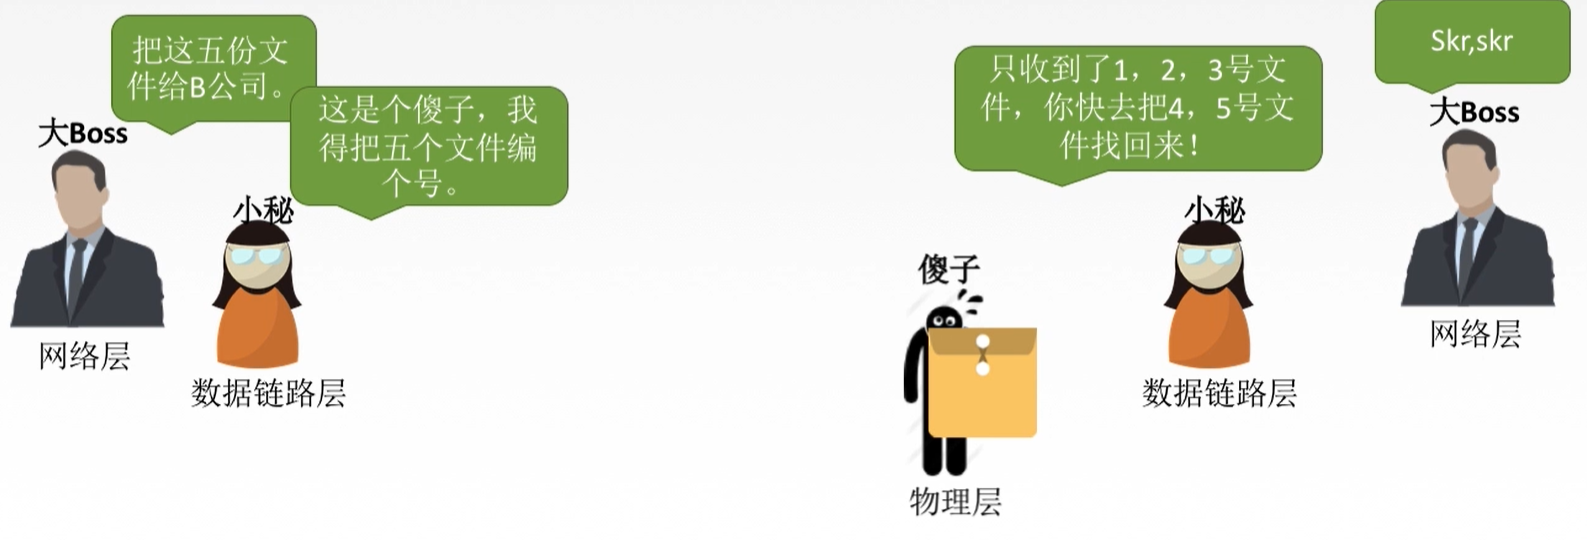 把这五份文
件给B公司。
大Boss
网络层
这是个傻子，我
得把五个文件编
个号。
小秘
数据链路层
傻子
物理层
只收到了1，2，3号文
件，你快去把4，5号文
件找回来！
小秘
数据链路层
Skr,skr
大Boss
网络层